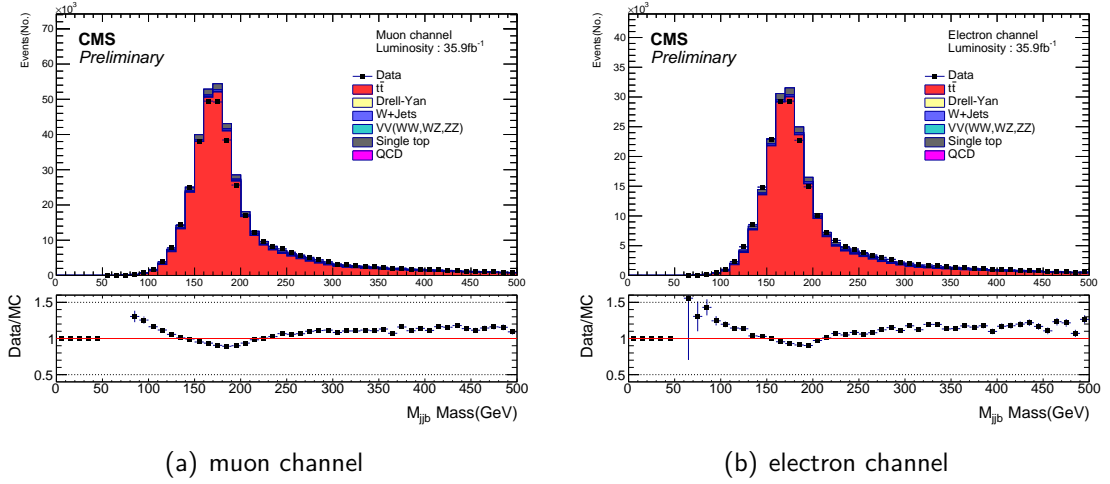 ×10³
Events(No.)
70
60
50
40
30
20
10
0
CMS
Preliminary
Muon channel
Luminosity : 35.9fb⁻¹
Data
tt̄
Drell-Yan
W+Jets
VV(WW,WZ,ZZ)
Single top
QCD
0 50 100 150 200 250 300 350 400 450 500
Data/MC
1.5
1
0.5
0 50 100 150 200 250 300 350 400 450 500
M_jjb Mass(GeV)
(a) muon channel
×10³
Events(No.)
40
35
30
25
20
15
10
5
0
CMS
Preliminary
Electron channel
Luminosity : 35.9fb⁻¹
Data
tt̄
Drell-Yan
W+Jets
VV(WW,WZ,ZZ)
Single top
QCD
0 50 100 150 200 250 300 350 400 450 500
Data/MC
1.5
1
0.5
0 50 100 150 200 250 300 350 400 450 500
M_jjb Mass(GeV)
(b) electron channel